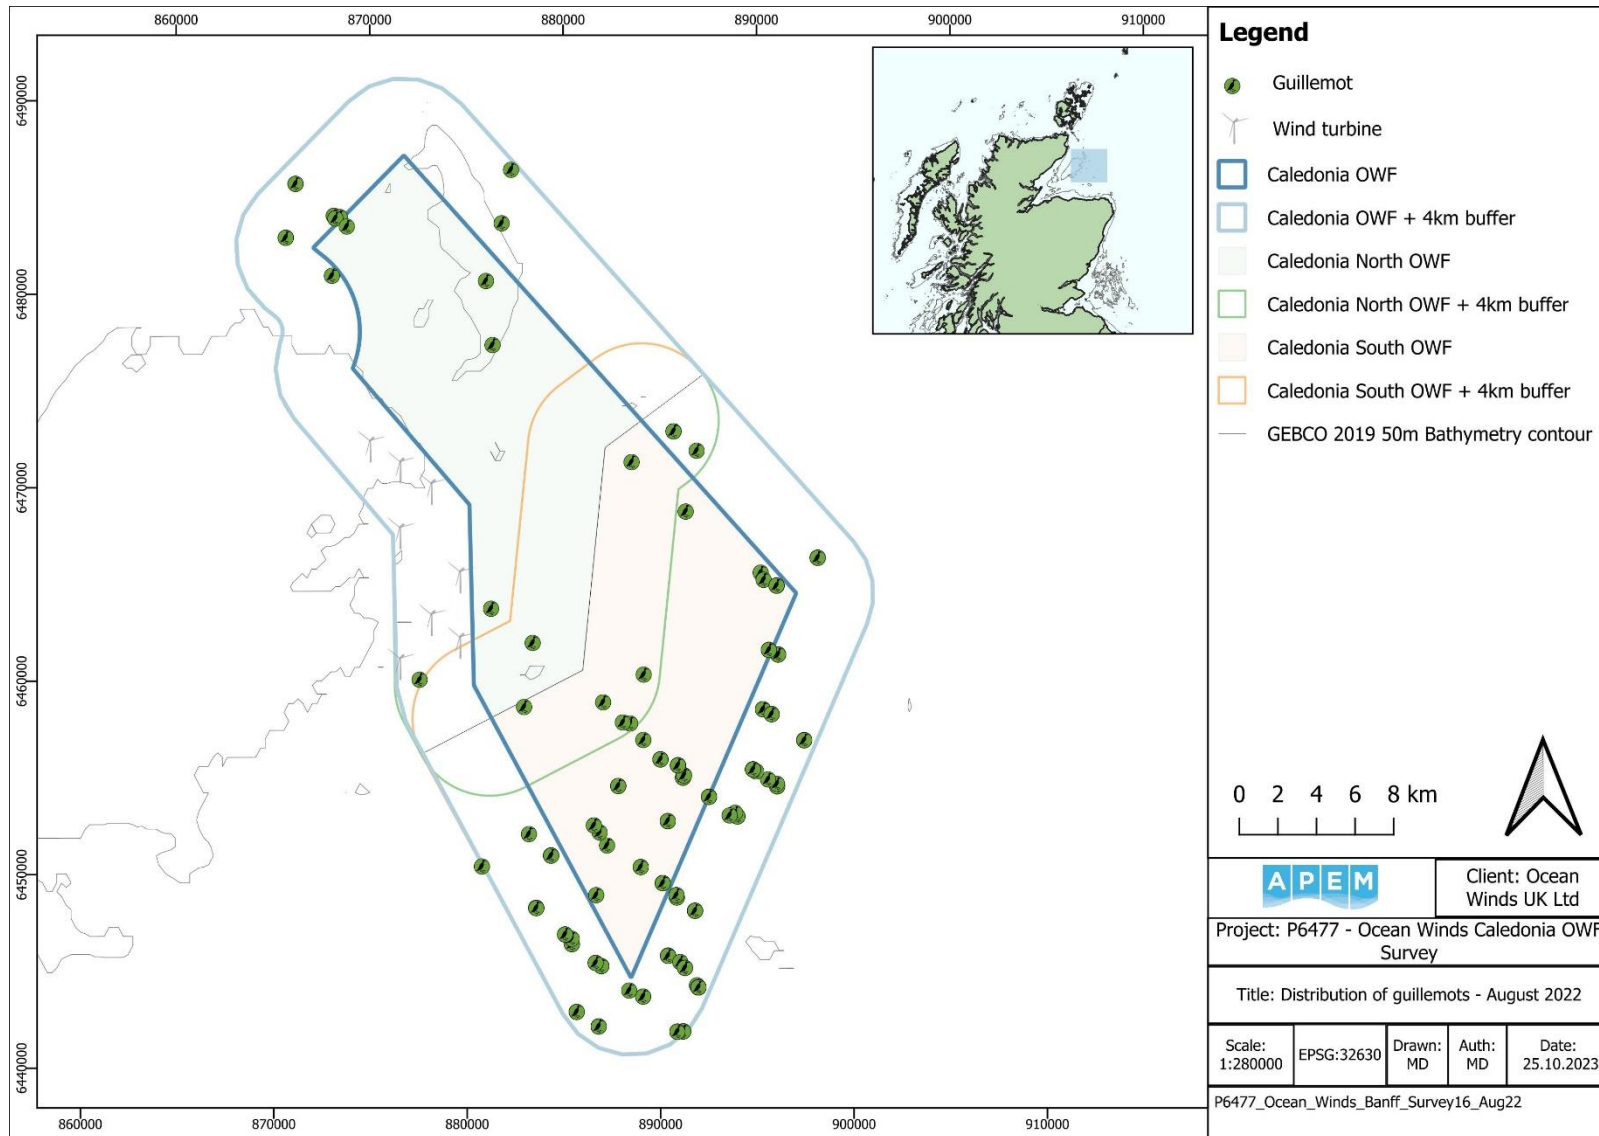 860000 870000 880000 890000 900000 910000
6490000
6480000
6470000
6460000
6450000
6440000
860000 870000 880000 890000 900000 910000
Legend
Guillemot
Wind turbine
Caledonia OWF
Caledonia OWF + 4km buffer
Caledonia North OWF
Caledonia North OWF + 4km buffer
Caledonia South OWF
Caledonia South OWF + 4km buffer
GEBCO 2019 50m Bathymetry contour
0 2 4 6 8 km
APEM
Client: Ocean
Winds UK Ltd
Project: P6477 - Ocean Winds Caledonia OWF
Survey
Title: Distribution of guillemots - August 2022
Scale:
1:280000
EPSG:32630
Drawn:
MD
Auth:
MD
Date:
25.10.2023
P6477_Ocean_Winds_Banff_Survey16_Aug22